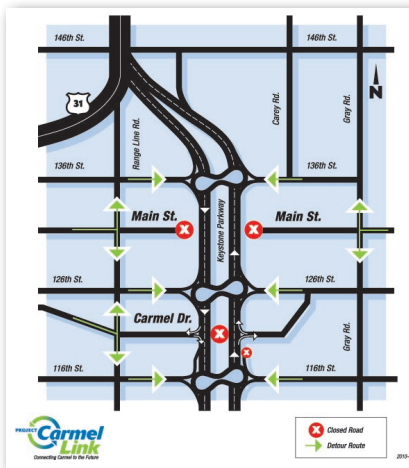 146th St.
146th St.
31
Range Line Rd.
Carey Rd.
Gray Rd.
N
136th St.
136th St.
Main St.
Main St.
Keystone Parkway
126th St.
126th St.
Carmel Dr.
Gray Rd.
116th St.
116th St.
X
X
X
X
PROJECT
Carmel
Link
Connecting Carmel to the Future
X Closed Road
Detour Route
2010-